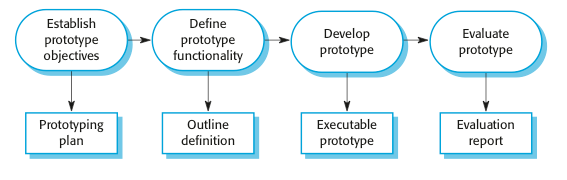 Establish
prototype
objectives
Define
prototype
functionality
Develop
prototype
Evaluate
prototype
Prototyping
plan
Outline
definition
Executable
prototype
Evaluation
report